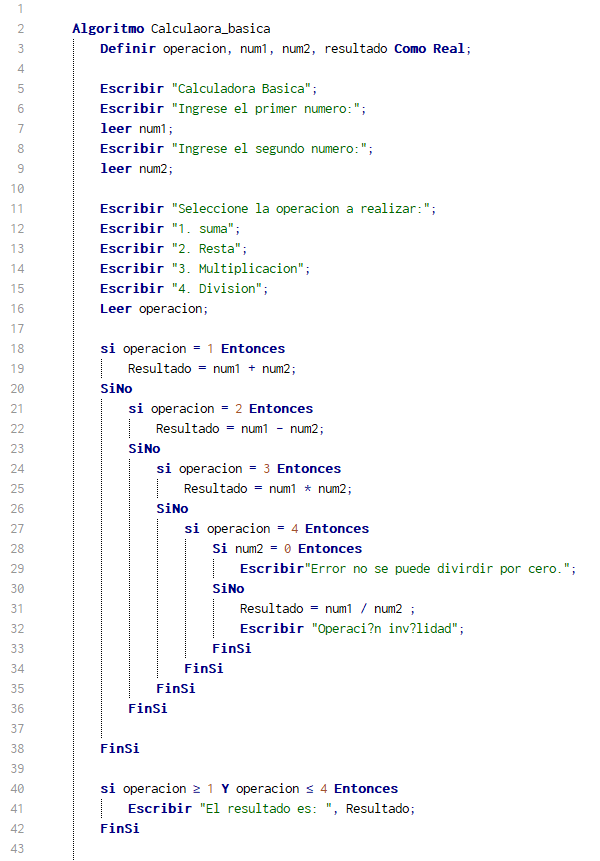 1
2 Algoritmo Calculaora_basica
3 Definir operacion, num1, num2, resultado Como Real;
4
5 Escribir "Calculadora Basica";
6 Escribir "Ingrese el primer numero:";
7 leer num1;
8 Escribir "Ingrese el segundo numero:";
9 leer num2;
10
11 Escribir "Seleccione la operacion a realizar:";
12 Escribir "1. suma";
13 Escribir "2. Resta";
14 Escribir "3. Multiplicacion";
15 Escribir "4. Division";
16 Leer operacion;
17
18 si operacion = 1 Entonces
19 Resultado = num1 + num2;
20 SiNo
21 si operacion = 2 Entonces
22 Resultado = num1 - num2;
23 SiNo
24 si operacion = 3 Entonces
25 Resultado = num1 * num2;
26 SiNo
27 si operacion = 4 Entonces
28 Si num2 = 0 Entonces
29 Escribir"Error no se puede divirdir por cero.";
30 SiNo
31 Resultado = num1 / num2 ;
32 Escribir "Operaci?n inv?lidad";
33 FinSi
34 FinSi
35 FinSi
36 FinSi
37
38 FinSi
39
40 si operacion ≥ 1 Y operacion ≤ 4 Entonces
41 Escribir "El resultado es: ", Resultado;
42 FinSi
43